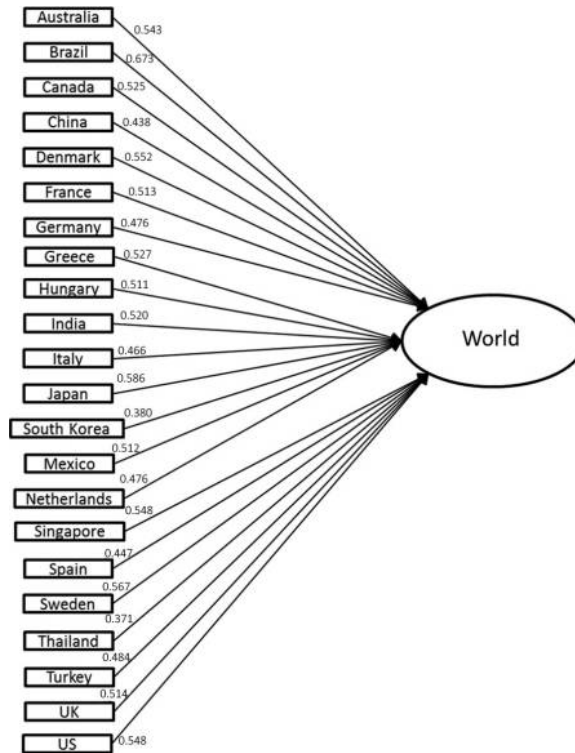 Australia
0.543
Brazil
0.673
Canada
0.525
China
0.438
Denmark
0.552
France
0.513
Germany
0.476
Greece
0.527
Hungary
0.511
India
0.520
World
Italy
0.466
Japan
0.586
South Korea
0.380
Mexico
0.512
Netherlands
0.476
Singapore
0.548
Spain
0.447
Sweden
0.567
Thailand
0.371
Turkey
0.484
UK
0.514
US
0.548